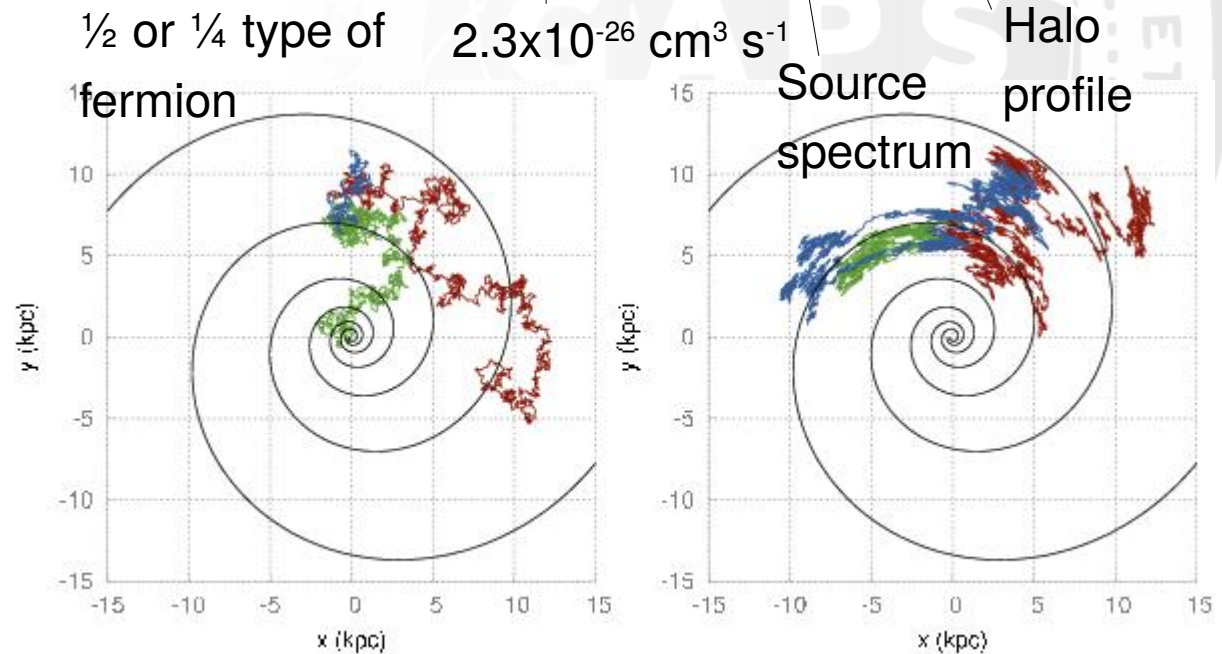 ½ or ¼ type of
fermion
2.3x10⁻²⁶ cm³ s⁻¹
Source
spectrum
Halo
profile
15
10
5
0
-5
-10
-15
-15 -10 -5 0 5 10 15
y (kpc)
x (kpc)
15
10
5
0
-5
-10
-15
-15 -10 -5 0 5 10 15
y (kpc)
x (kpc)